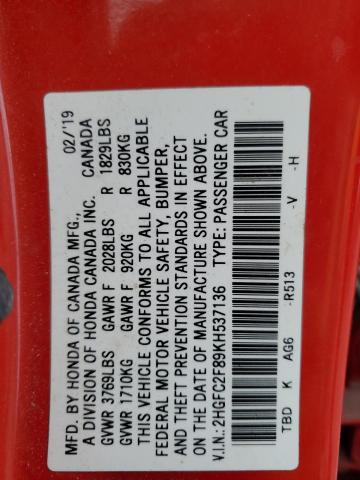 MFD. BY HONDA OF CANADA MFG., 02/'19
A DIVISION OF HONDA CANADA INC. CANADA
GVWR 3769LBS GAWR F 2028LBS R 1829LBS
GVWR 1710KG GAWR F 920KG R 830KG
THIS VEHICLE CONFORMS TO ALL APPLICABLE
FEDERAL MOTOR VEHICLE SAFETY, BUMPER,
AND THEFT PREVENTION STANDARDS IN EFFECT
ON THE DATE OF MANUFACTURE SHOWN ABOVE.
V.I.N.: 2HGFC2F89KH537136 TYPE: PASSENGER CAR
TBD K AG6 -R513 -V -H